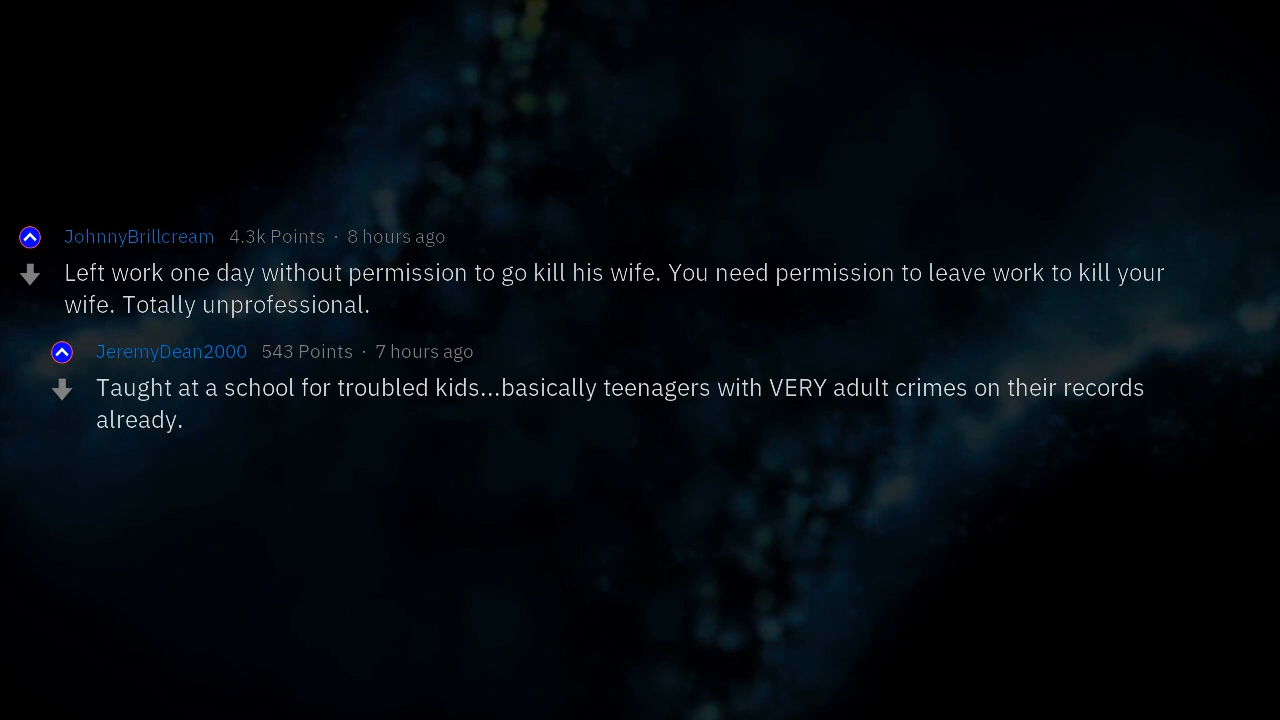 JohnnyBrillcream 4.3k Points · 8 hours ago
Left work one day without permission to go kill his wife. You need permission to leave work to kill your
wife. Totally unprofessional.
JeremyDean2000 543 Points · 7 hours ago
Taught at a school for troubled kids...basically teenagers with VERY adult crimes on their records
already.